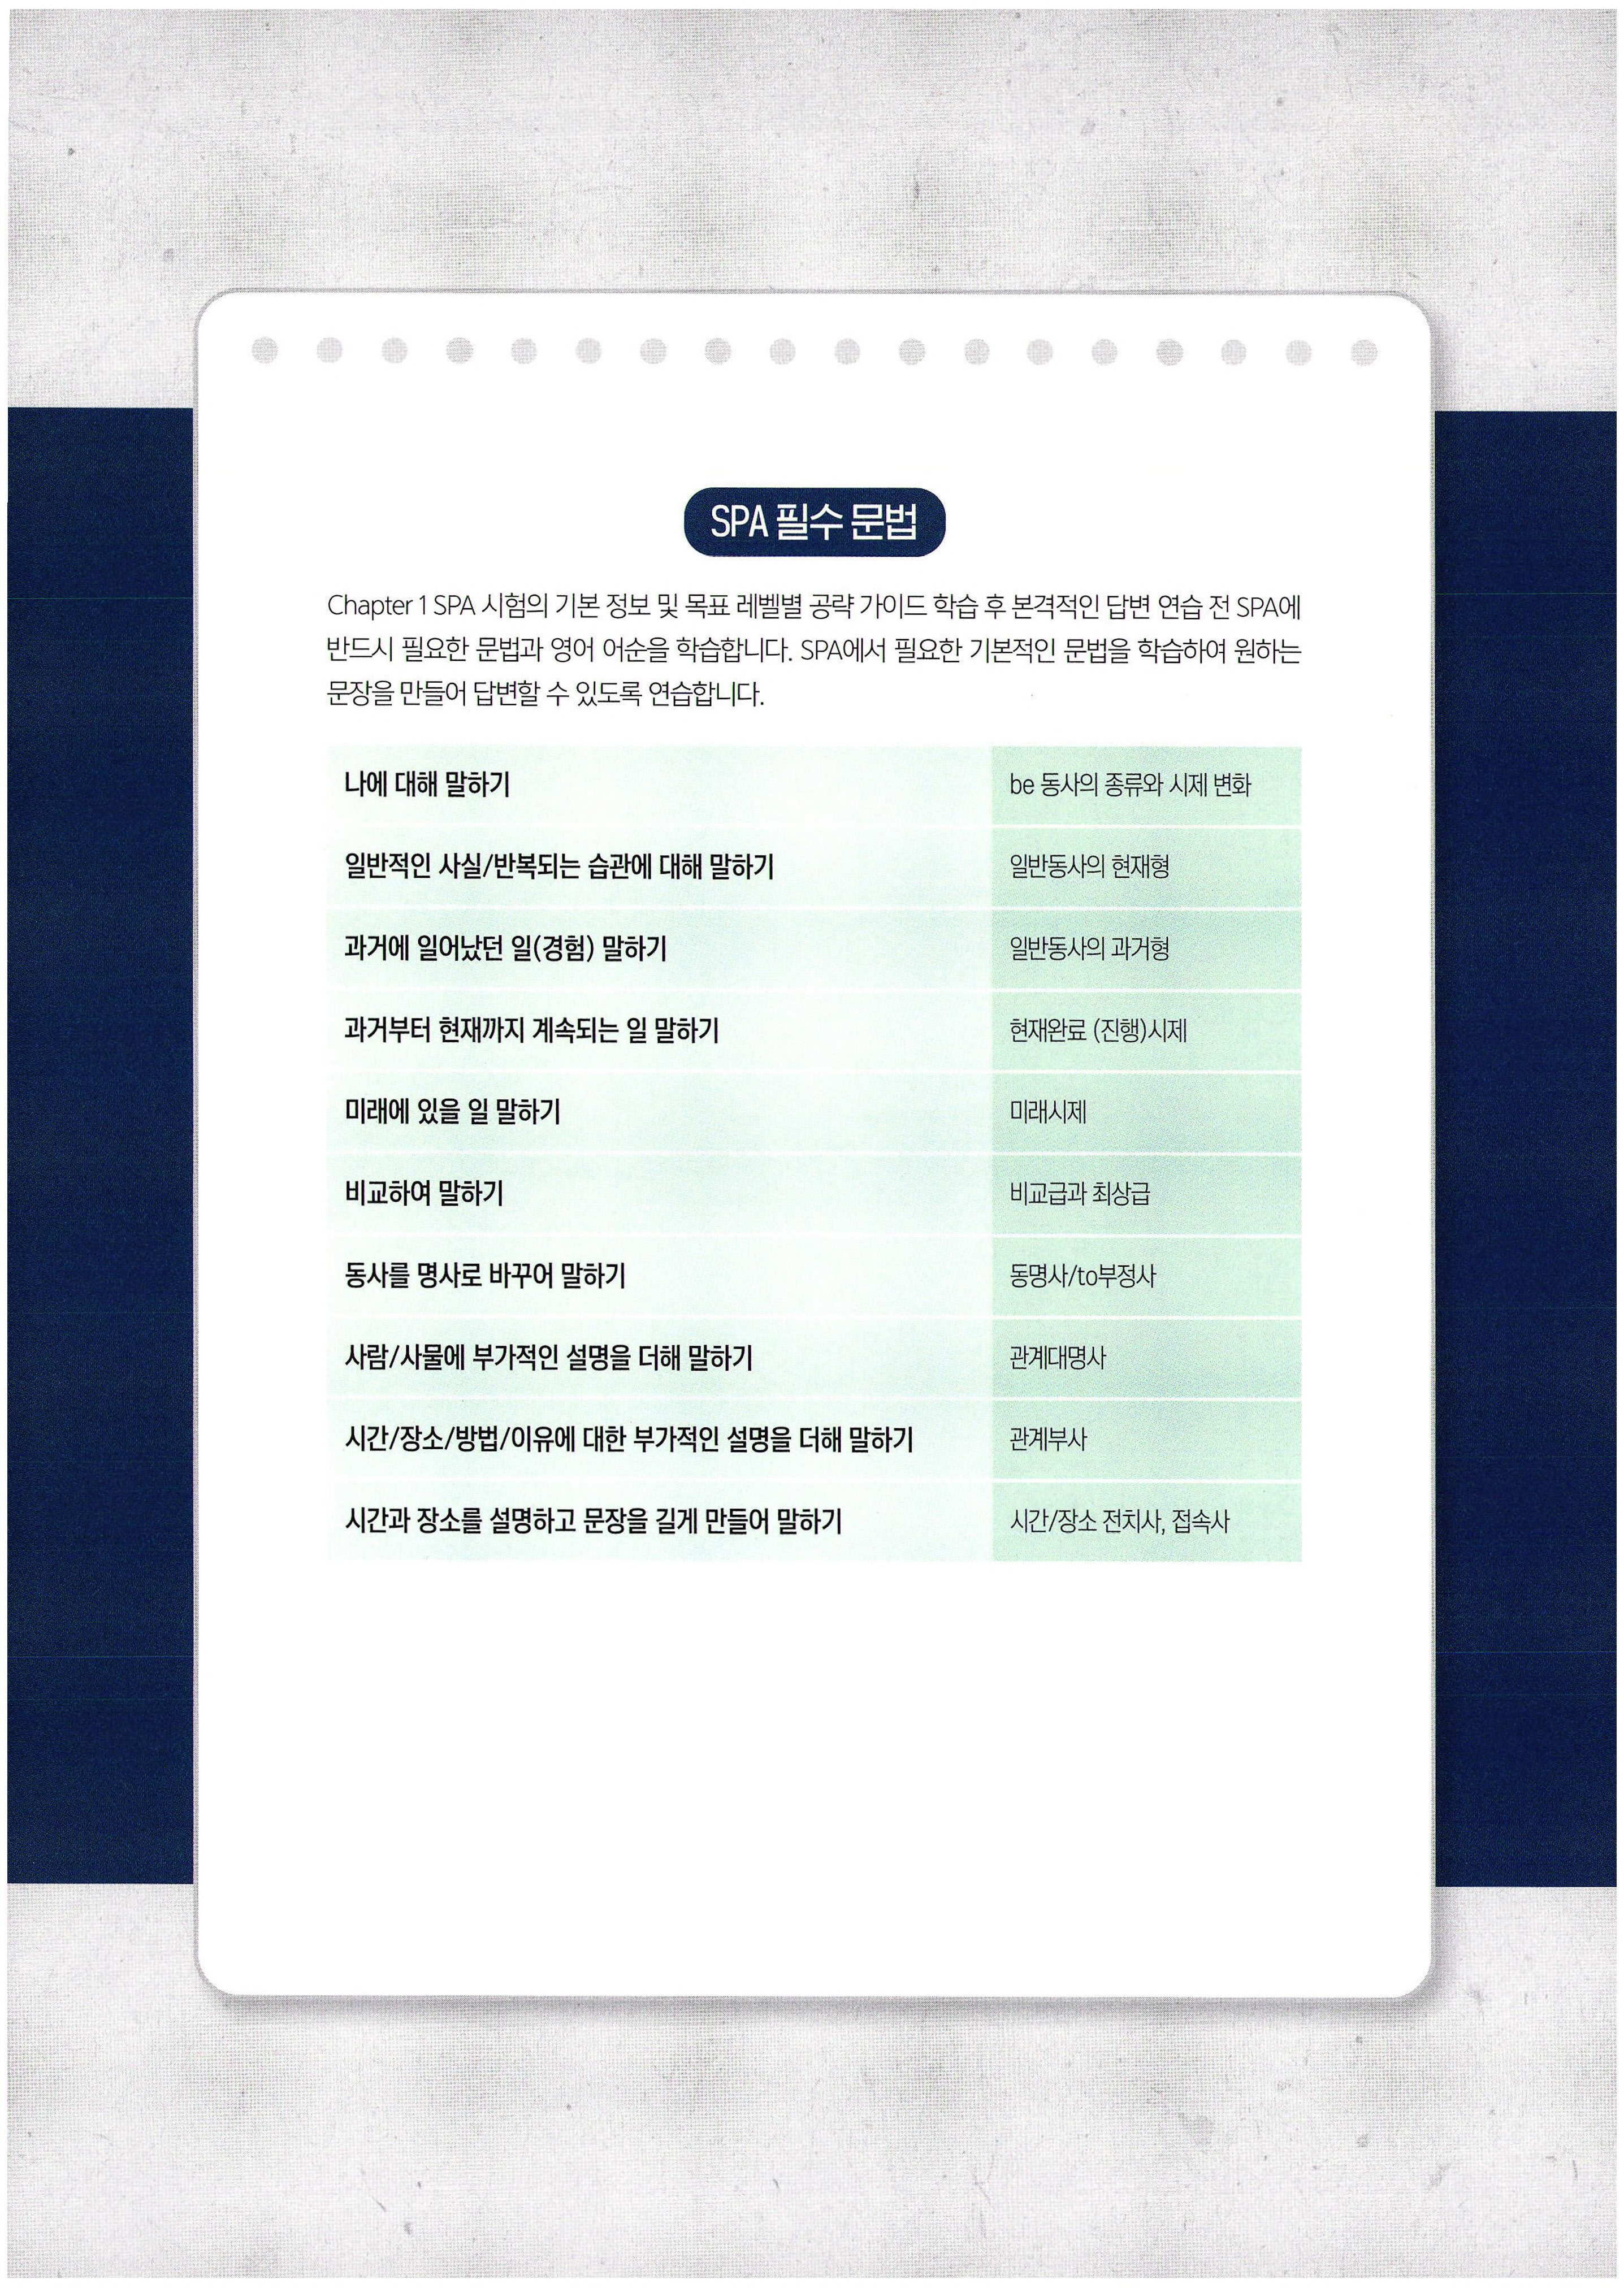 SPA 필수 문법
Chapter 1 SPA 시험의 기본 정보 및 목표 레벨별 공략 가이드 학습 후 본격적인 답변 연습 전 SPA에
반드시 필요한 문법과 영어 어순을 학습합니다. SPA에서 필요한 기본적인 문법을 학습하여 원하는
문장을 만들어 답변할 수 있도록 연습합니다.
나에 대해 말하기 be 동사의 종류와 시제 변화
일반적인 사실/반복되는 습관에 대해 말하기 일반동사의 현재형
과거에 일어났던 일(경험) 말하기 일반동사의 과거형
과거부터 현재까지 계속되는 일 말하기 현재완료 (진행)시제
미래에 있을 일 말하기 미래시제
비교하여 말하기 비교급과 최상급
동사를 명사로 바꾸어 말하기 동명사/to부정사
사람/사물에 부가적인 설명을 더해 말하기 관계대명사
시간/장소/방법/이유에 대한 부가적인 설명을 더해 말하기 관계부사
시간과 장소를 설명하고 문장을 길게 만들어 말하기 시간/장소 전치사, 접속사